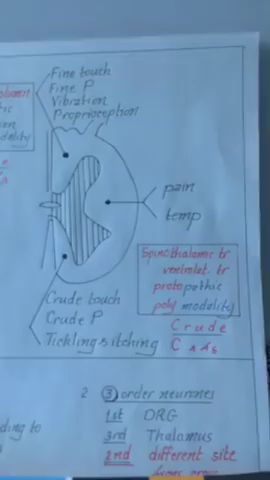 Fine touch
Fine P
Vibration
Proprioception
pain
temp
Spinothalamic tr
ventrolat. tr
protopathic
poly modality
Crude touch
Crude P
Tickling & itching
Crude
C
2 ③ order neurones
1st DRG
3rd Thalamus
2nd different site